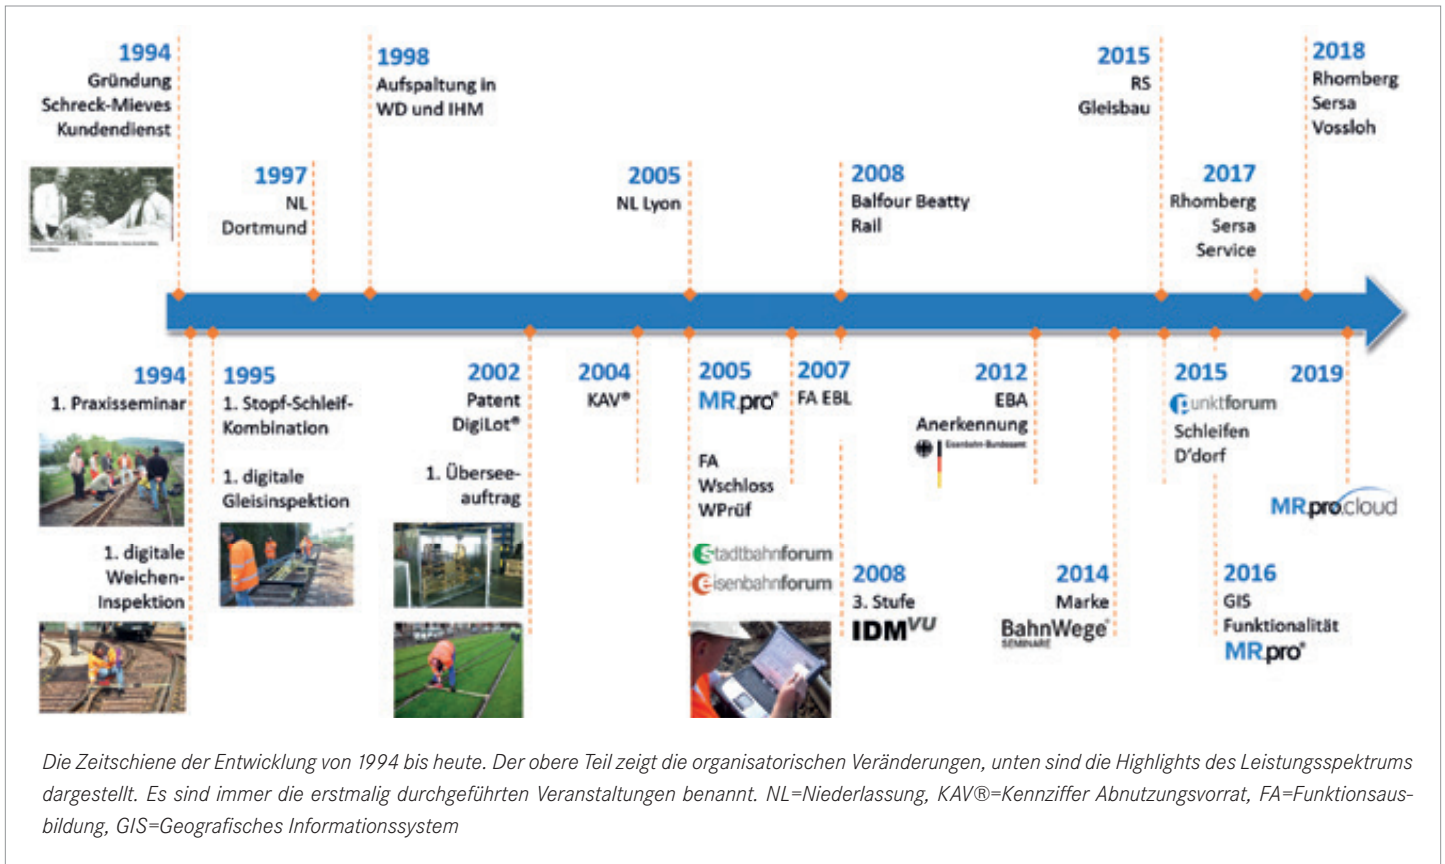 1994
Gründung
Schreck-Mieves
Kundendienst
1998
Aufspaltung in
WD und IHM
2015
RS
Gleisbau
2018
Rhomberg
Sersa
Vossloh
1997
NL
Dortmund
2005
NL Lyon
2008
Balfour Beatty
Rail
2017
Rhomberg
Sersa
Service
1994
1. Praxisseminar
1. digitale
Weichen-
Inspektion
1995
1. Stopf-Schleif-
Kombination
1. digitale
Gleisinspektion
2002
Patent
DigiLot®
1. Übersee-
auftrag
2004
KAV®
2005
MR.pro®
FA
Wschloss
WPrüf
stadtbahnforum
eisenbahnforum
2007
FA EBL
2008
3. Stufe
IDMVU
2012
EBA
Anerkennung
Eisenbahn-Bundesamt
2014
Marke
BahnWege®
SEMINARE
2015
punktforum
Schleifen
D'dorf
2016
GIS
Funktionalität
MR.pro®
2019
MR.pro.cloud
Die Zeitschiene der Entwicklung von 1994 bis heute. Der obere Teil zeigt die organisatorischen Veränderungen, unten sind die Highlights des Leistungsspektrums
dargestellt. Es sind immer die erstmalig durchgeführten Veranstaltungen benannt. NL=Niederlassung, KAV®=Kennziffer Abnutzungsvorrat, FA=Funktionsaus-
bildung, GIS=Geografisches Informationssystem